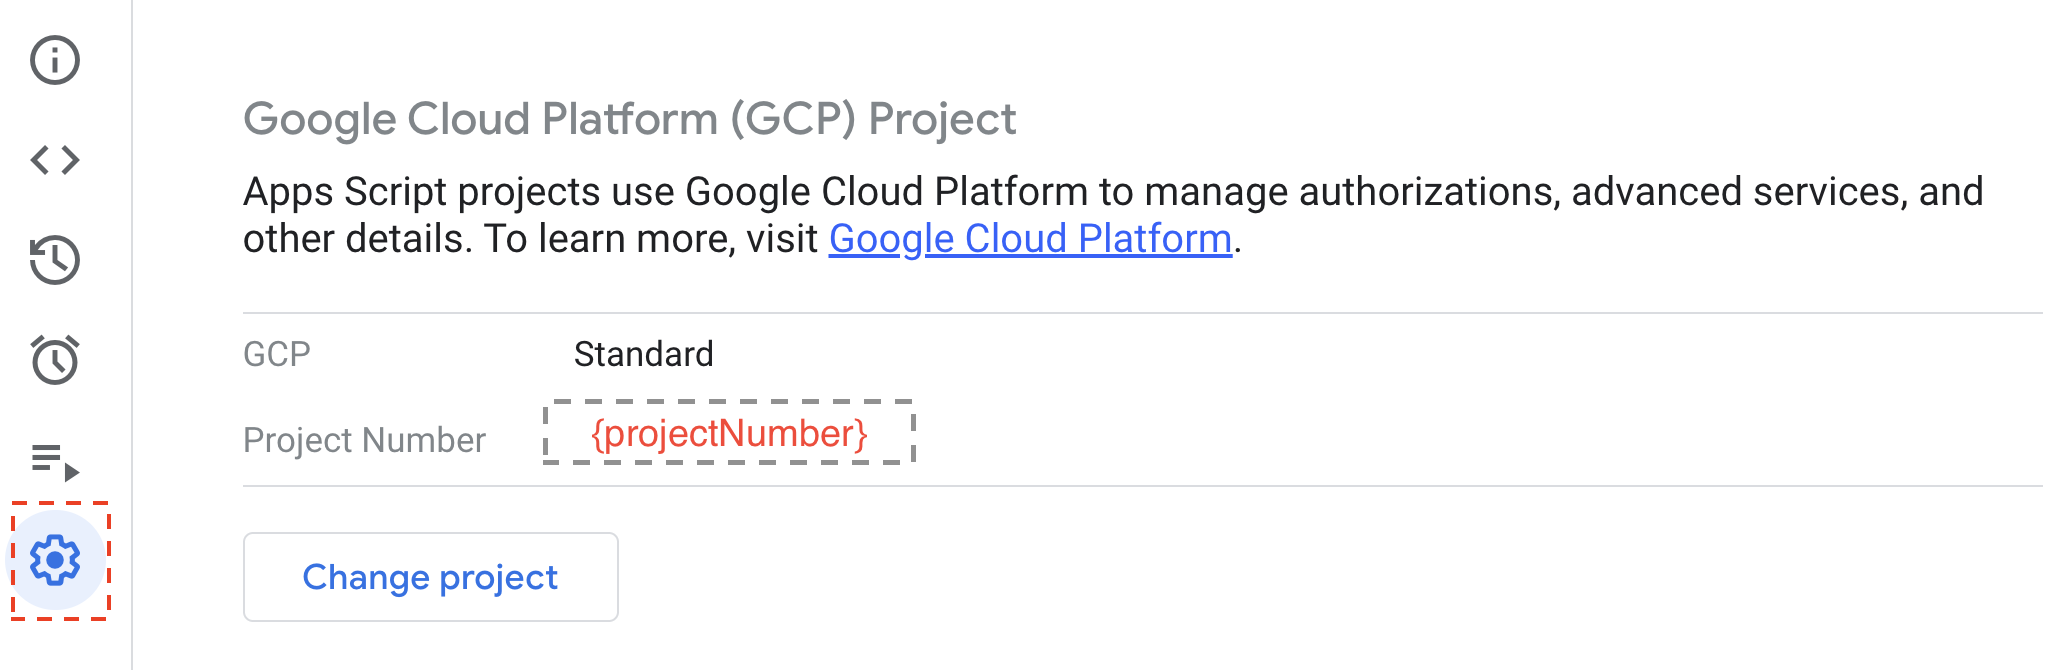 Google Cloud Platform (GCP) Project
Apps Script projects use Google Cloud Platform to manage authorizations, advanced services, and
other details. To learn more, visit Google Cloud Platform.
GCP Standard
Project Number {projectNumber}
Change project